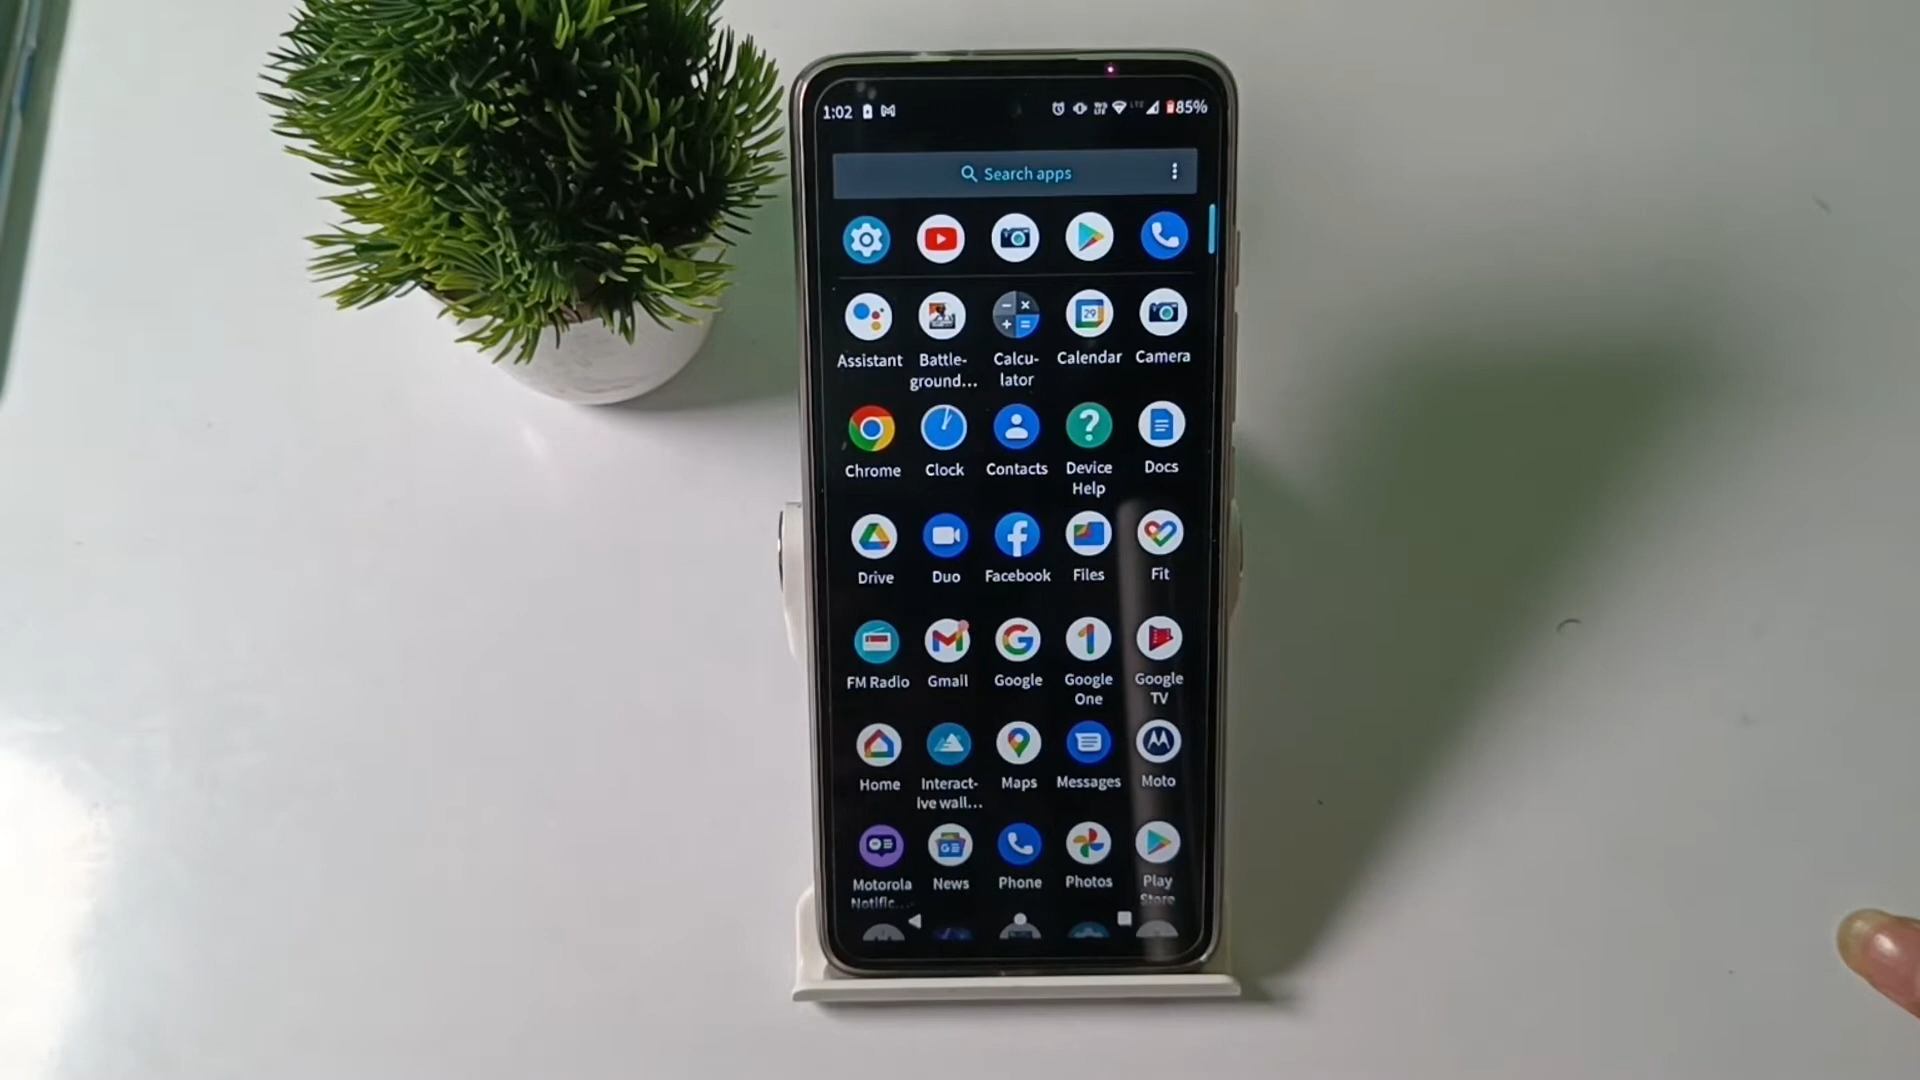 1:02 85%
Search apps
Assistant Battle-ground... Calcu-lator Calendar Camera
Chrome Clock Contacts Device Help Docs
Drive Duo Facebook Files Fit
FM Radio Gmail Google Google One Google TV
Home Interact-ive wall... Maps Messages Moto
Motorola Notific... News Phone Photos Play Store